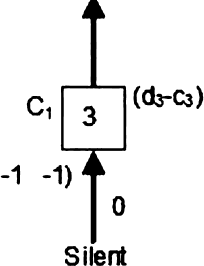 C₁ 3 (d₃-c₃)
-1 -1)
0
Silent